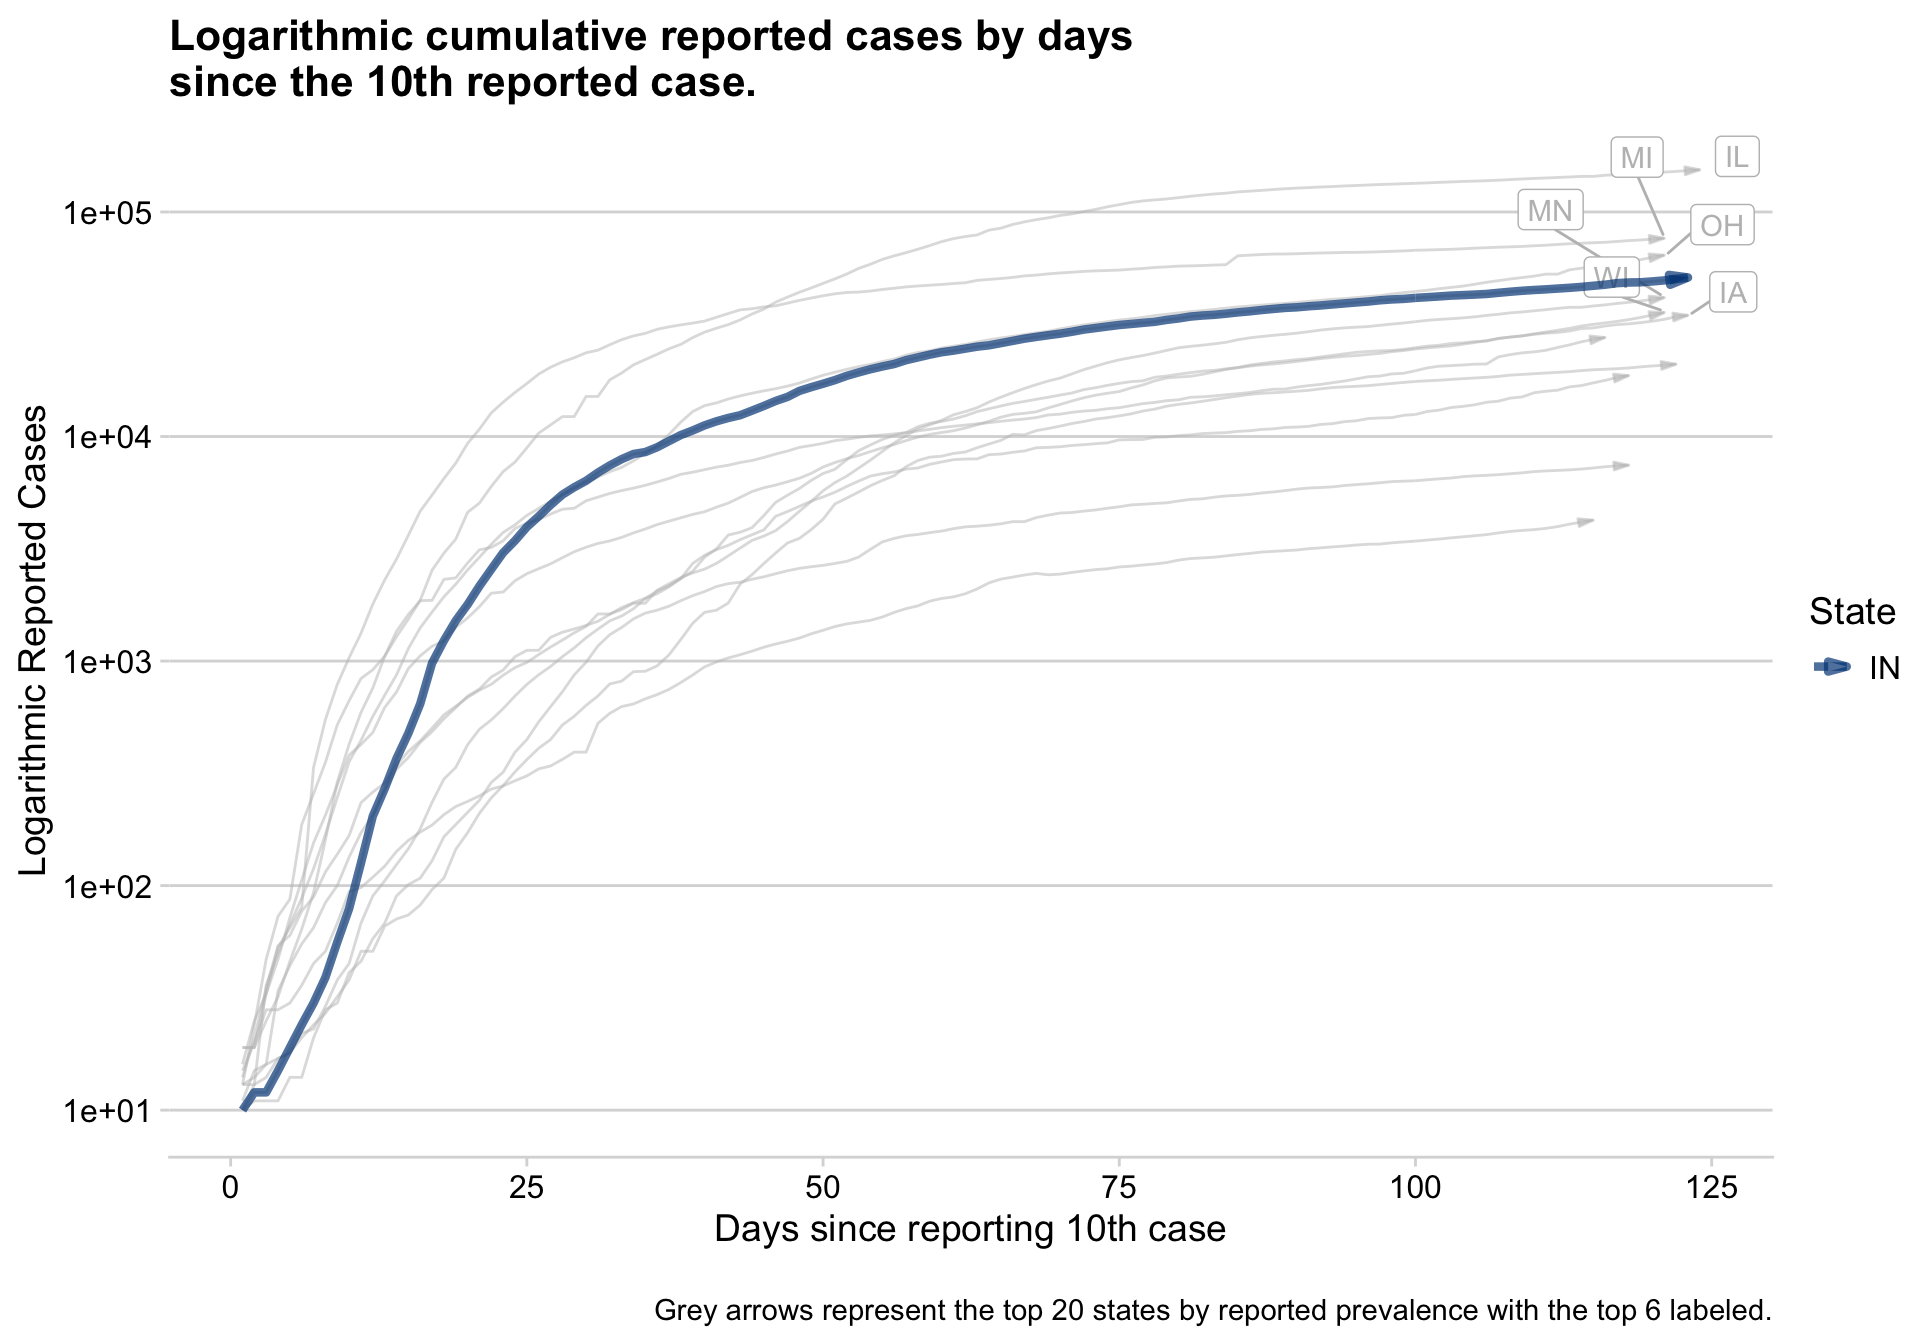 Logarithmic cumulative reported cases by days
since the 10th reported case.
MI
IL
MN
OH
WI
IA
1e+05
1e+04
1e+03
1e+02
1e+01
Logarithmic Reported Cases
0 25 50 75 100 125
Days since reporting 10th case
State
IN
Grey arrows represent the top 20 states by reported prevalence with the top 6 labeled.